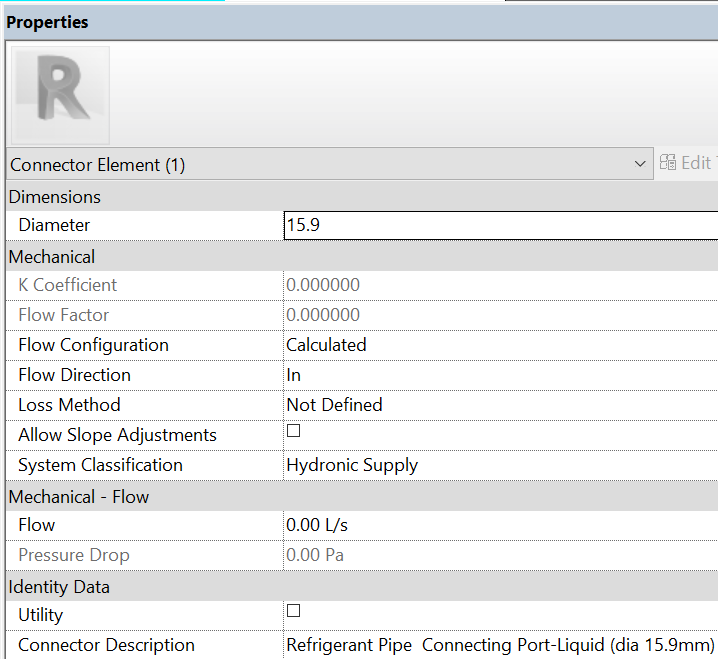 Properties
R
Connector Element (1)
Edit
Dimensions
Diameter 15.9
Mechanical
K Coefficient 0.000000
Flow Factor 0.000000
Flow Configuration Calculated
Flow Direction In
Loss Method Not Defined
Allow Slope Adjustments
System Classification Hydronic Supply
Mechanical - Flow
Flow 0.00 L/s
Pressure Drop 0.00 Pa
Identity Data
Utility
Connector Description Refrigerant Pipe  Connecting Port-Liquid (dia 15.9mm)